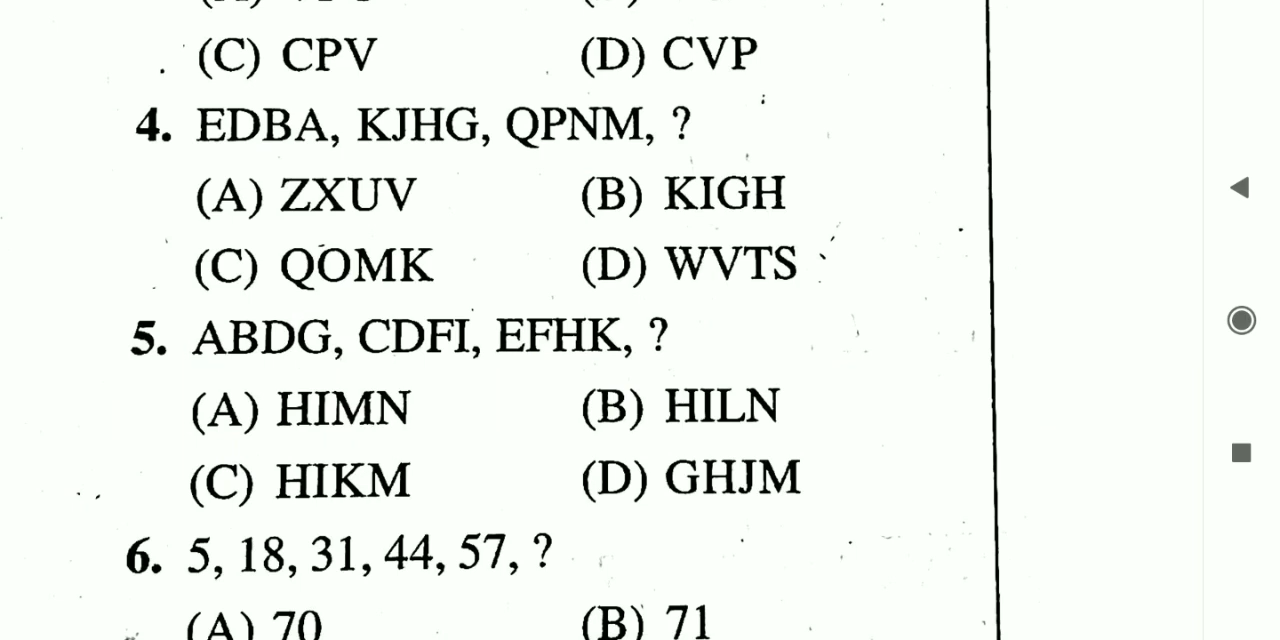 (C) CPV (D) CVP
4. EDBA, KJHG, QPNM, ?
(A) ZXUV (B) KIGH
(C) QOMK (D) WVTS
5. ABDG, CDFI, EFHK, ?
(A) HIMN (B) HILN
(C) HIKM (D) GHJM
6. 5, 18, 31, 44, 57, ?
(A) 70 (B) 71